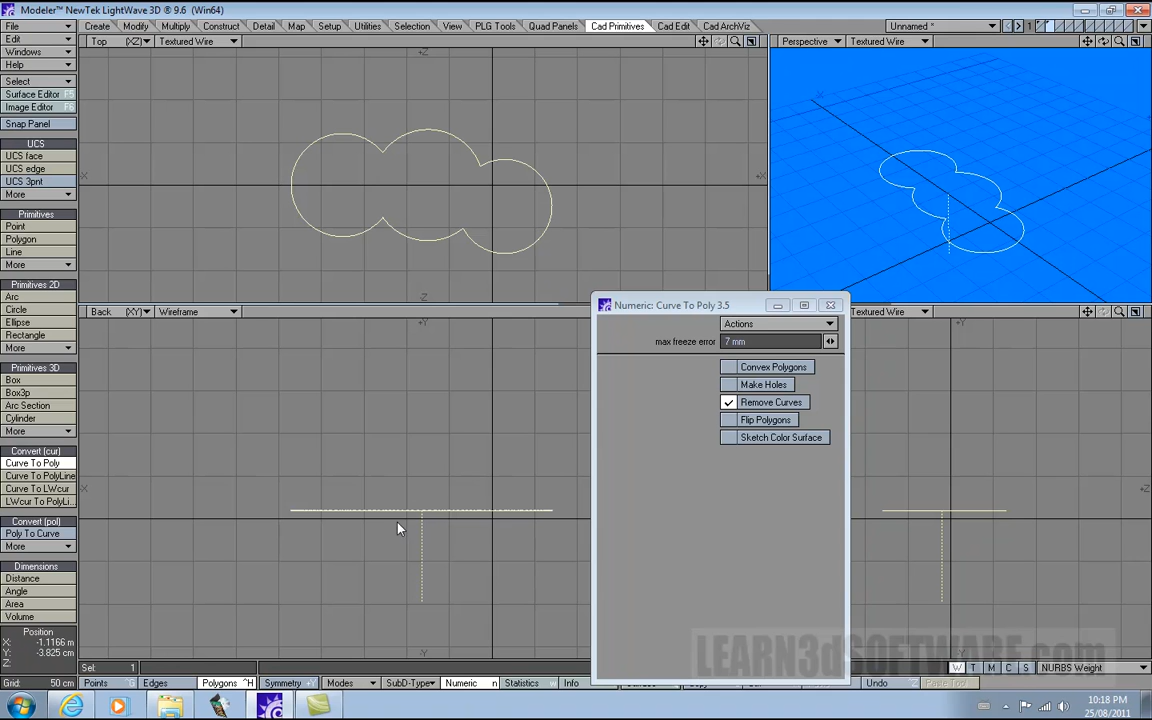 Modeler™ NewTek LightWave 3D ® 9.6 (Win64)
File
Create
Modify
Multiply
Construct
Detail
Map
Setup
Utilities
Selection
View
PLG Tools
Quad Panels
Cad Primitives
Cad Edit
Cad ArchViz
Unnamed *
1
Edit
Windows
Help
Select
Surface Editor F5
Image Editor F6
Snap Panel
UCS
UCS face
UCS edge
UCS 3pnt
More
Primitives
Point
Polygon
Line
More
Primitives 2D
Arc
Circle
Ellipse
Rectangle
More
Primitives 3D
Box
Box3p
Arc Section
Cylinder
More
Convert (cur)
Curve To Poly
Curve To PolyLine
Curve To LWcur
LWcur To PolyLi...
Convert (pol)
Poly To Curve
More
Dimensions
Distance
Angle
Area
Volume
Position
X: -1.1166 m
Y: -3.825 cm
Z:
Grid: 50 cm
Top (XZ)
Textured Wire
+Z
-X
+X
-Z
Perspective
Textured Wire
Back (XY)
Wireframe
+Y
-X
-Y
Textured Wire
+Y
+Z
-Y
Numeric: Curve To Poly 3.5
Actions
max freeze error 7 mm
Convex Polygons
Make Holes
Remove Curves
Flip Polygons
Sketch Color Surface
LEARN3dSOFTWARE.COM
Sel: 1
W T M C S
NURBS Weight
Points ^G
Edges
Polygons ^H
Symmetry +Y
Modes
SubD-Type
Numeric n
Statistics w
Info
Undo
Paste Tool
10:18 PM
25/08/2011